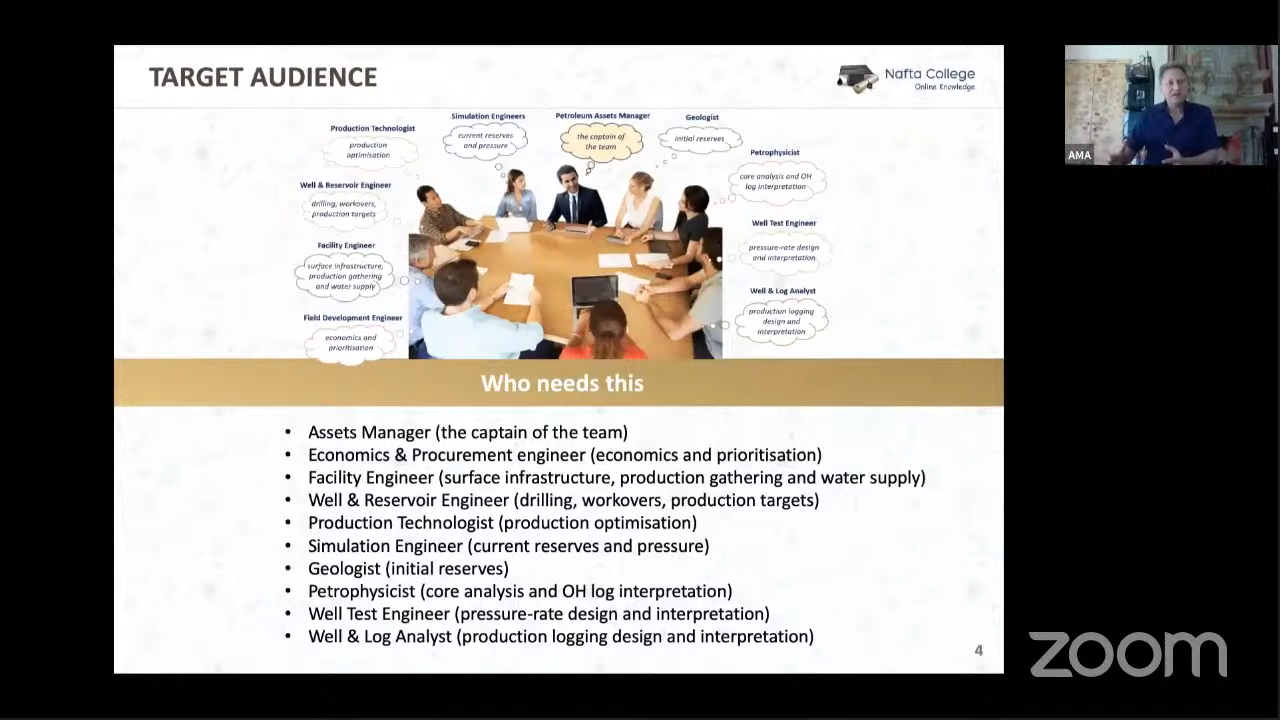 TARGET AUDIENCE
Nafta College
Online Knowledge
Simulation Engineers
current reserves
and pressure
Petroleum Assets Manager
the captain of
the team
Geologist
initial reserves
Production Technologist
production
optimisation
Petrophysicist
core analysis and OH
log interpretation
Well & Reservoir Engineer
drilling, workovers,
production targets
Well Test Engineer
pressure-rate design
and interpretation
Facility Engineer
surface infrastructure,
production gathering
and water supply
Well & Log Analyst
production logging
design and
interpretation
Field Development Engineer
economics and
prioritisation
Who needs this
• Assets Manager (the captain of the team)
• Economics & Procurement engineer (economics and prioritisation)
• Facility Engineer (surface infrastructure, production gathering and water supply)
• Well & Reservoir Engineer (drilling, workovers, production targets)
• Production Technologist (production optimisation)
• Simulation Engineer (current reserves and pressure)
• Geologist (initial reserves)
• Petrophysicist (core analysis and OH log interpretation)
• Well Test Engineer (pressure-rate design and interpretation)
• Well & Log Analyst (production logging design and interpretation)
4
AMA
zoom